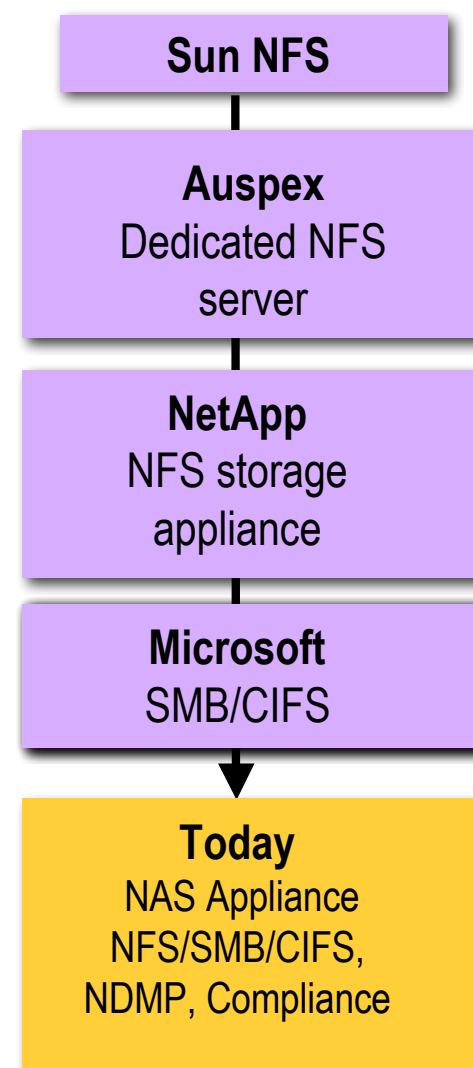 Sun NFS
Auspex
Dedicated NFS
server
NetApp
NFS storage
appliance
Microsoft
SMB/CIFS
Today
NAS Appliance
NFS/SMB/CIFS,
NDMP, Compliance